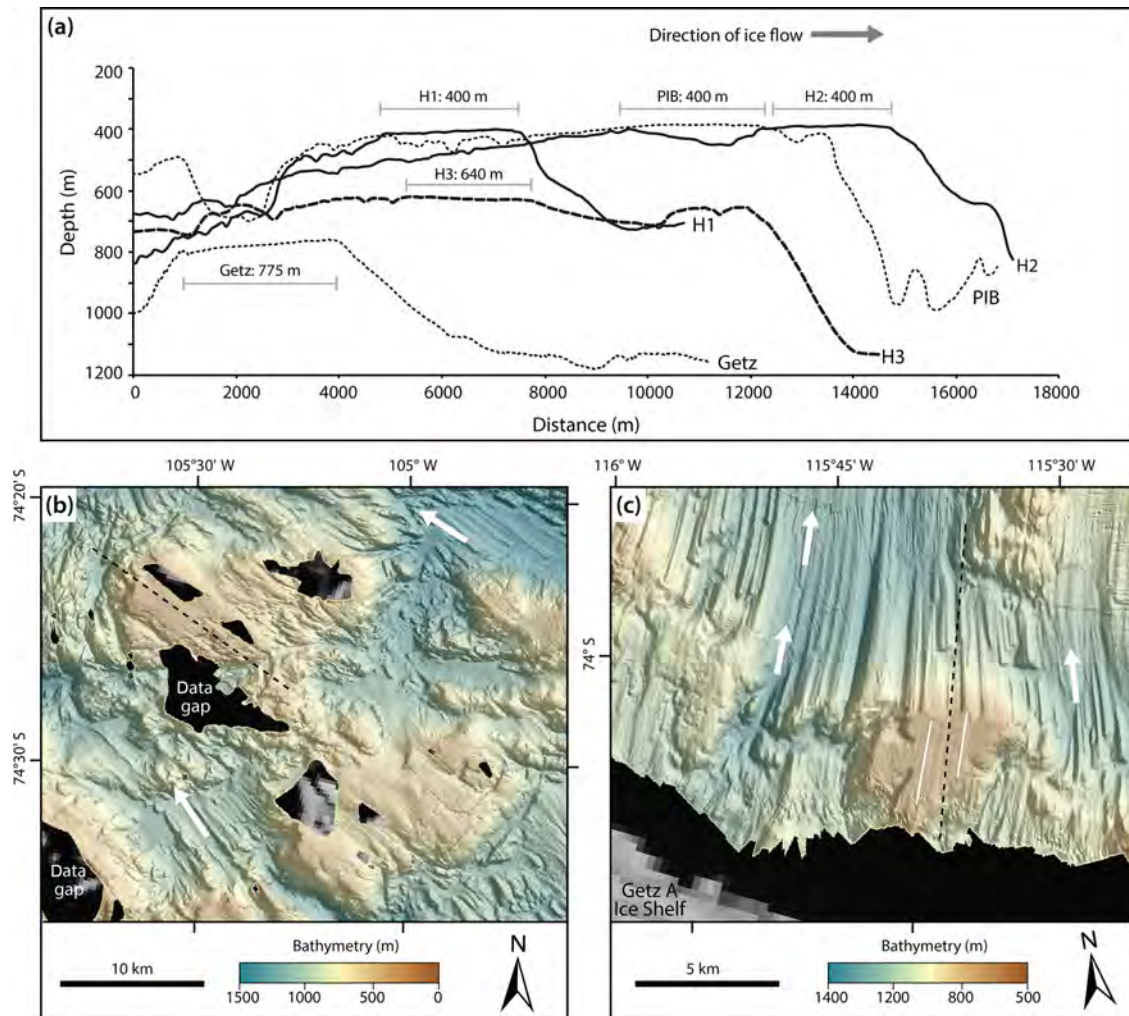 (a)
Direction of ice flow
200
400
600
800
1000
1200
Depth (m)
H1: 400 m
PIB: 400 m
H2: 400 m
H3: 640 m
Getz: 775 m
H1
H2
PIB
H3
Getz
0
2000
4000
6000
8000
10000
12000
14000
16000
18000
Distance (m)
105°30' W
105° W
74°20' S
74°30' S
(b)
Data
gap
Data
gap
10 km
Bathymetry (m)
1500
1000
500
0
N
116° W
115°45' W
115°30' W
74° S
(c)
Getz A
Ice Shelf
5 km
Bathymetry (m)
1400
1200
800
500
N